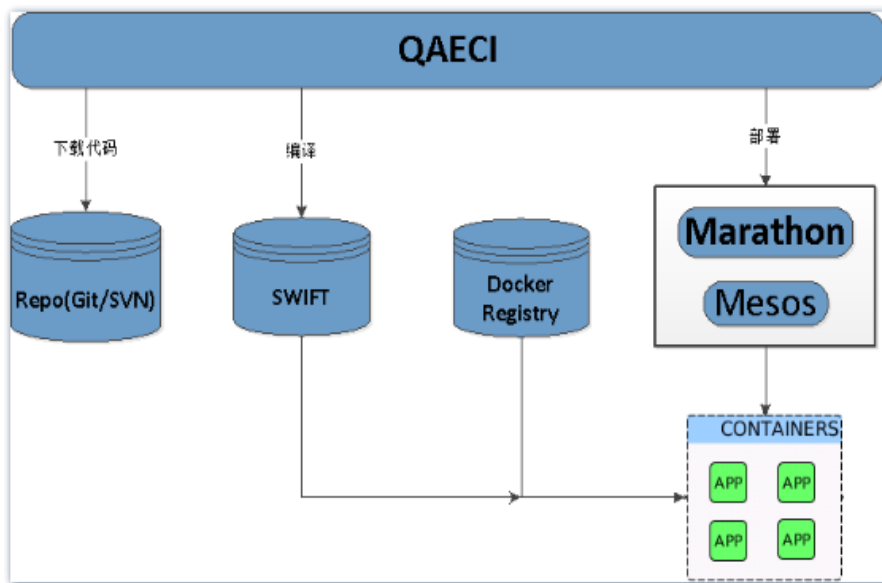 QAECI
下载代码
编译
部署
Repo(Git/SVN)
SWIFT
Docker
Registry
Marathon
Mesos
CONTAINERS
APP
APP
APP
APP